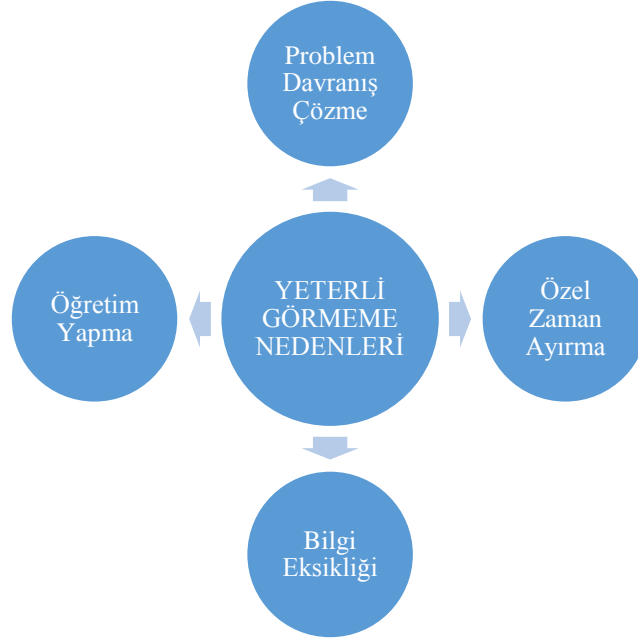 Problem
Davranış
Çözme
Öğretim
Yapma
YETERLİ
GÖRMEME
NEDENLERİ
Özel
Zaman
Ayırma
Bilgi
Eksikliği